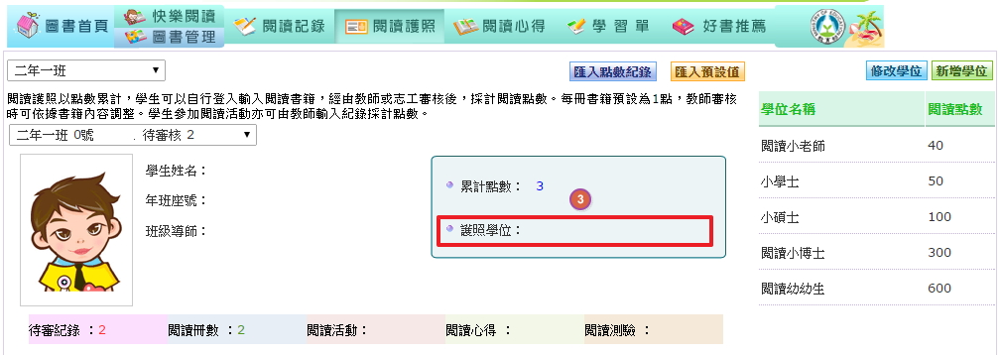 圖書首頁
快樂閱讀
圖書管理
閱讀記錄
閱讀護照
閱讀心得
學習單
好書推薦
二年一班
匯入點數紀錄
匯入預設值
修改學位
新增學位
閱讀護照以點數累計，學生可以自行登入輸入閱讀書籍，經由教師或志工審核後，採計閱讀點數。每冊書籍預設為1點，教師審核
時可依據書籍內容調整。學生參加閱讀活動亦可由教師輸入紀錄採計點數。
二年一班 0號 . 待審核 2
學生姓名：
年班座號：
班級導師：
累計點數： 3
3
護照學位：
學位名稱 閱讀點數
閱讀小老師 40
小學士 50
小碩士 100
閱讀小博士 300
閱讀幼幼生 600
待審紀錄 ：2
閱讀冊數 ：2
閱讀活動：
閱讀心得 ：
閱讀測驗 ：